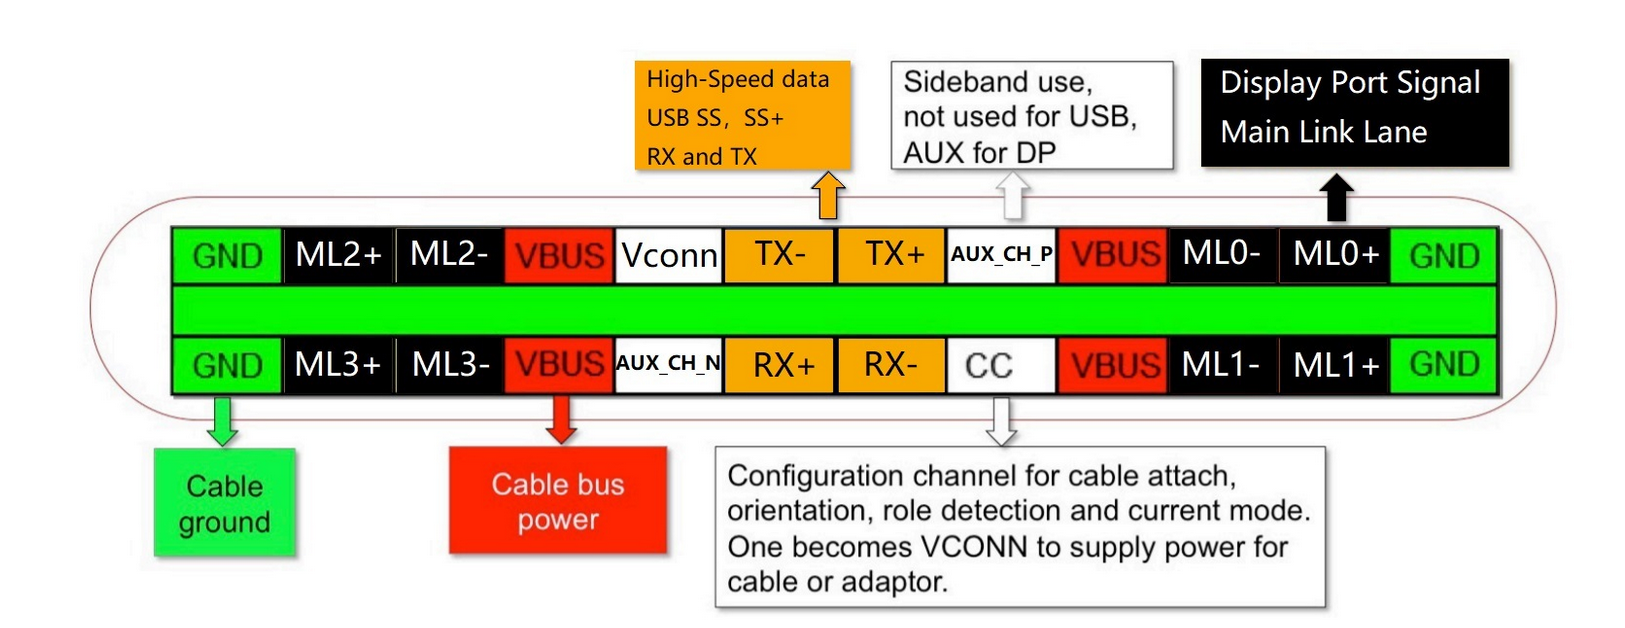 High-Speed data
USB SS, SS+
RX and TX
Sideband use,
not used for USB,
AUX for DP
Display Port Signal
Main Link Lane
GND ML2+ ML2- VBUS Vconn TX- TX+ AUX_CH_P VBUS ML0- ML0+ GND
GND ML3+ ML3- VBUS AUX_CH_N RX+ RX- CC VBUS ML1- ML1+ GND
Cable
ground
Cable bus
power
Configuration channel for cable attach,
orientation, role detection and current mode.
One becomes VCONN to supply power for
cable or adaptor.